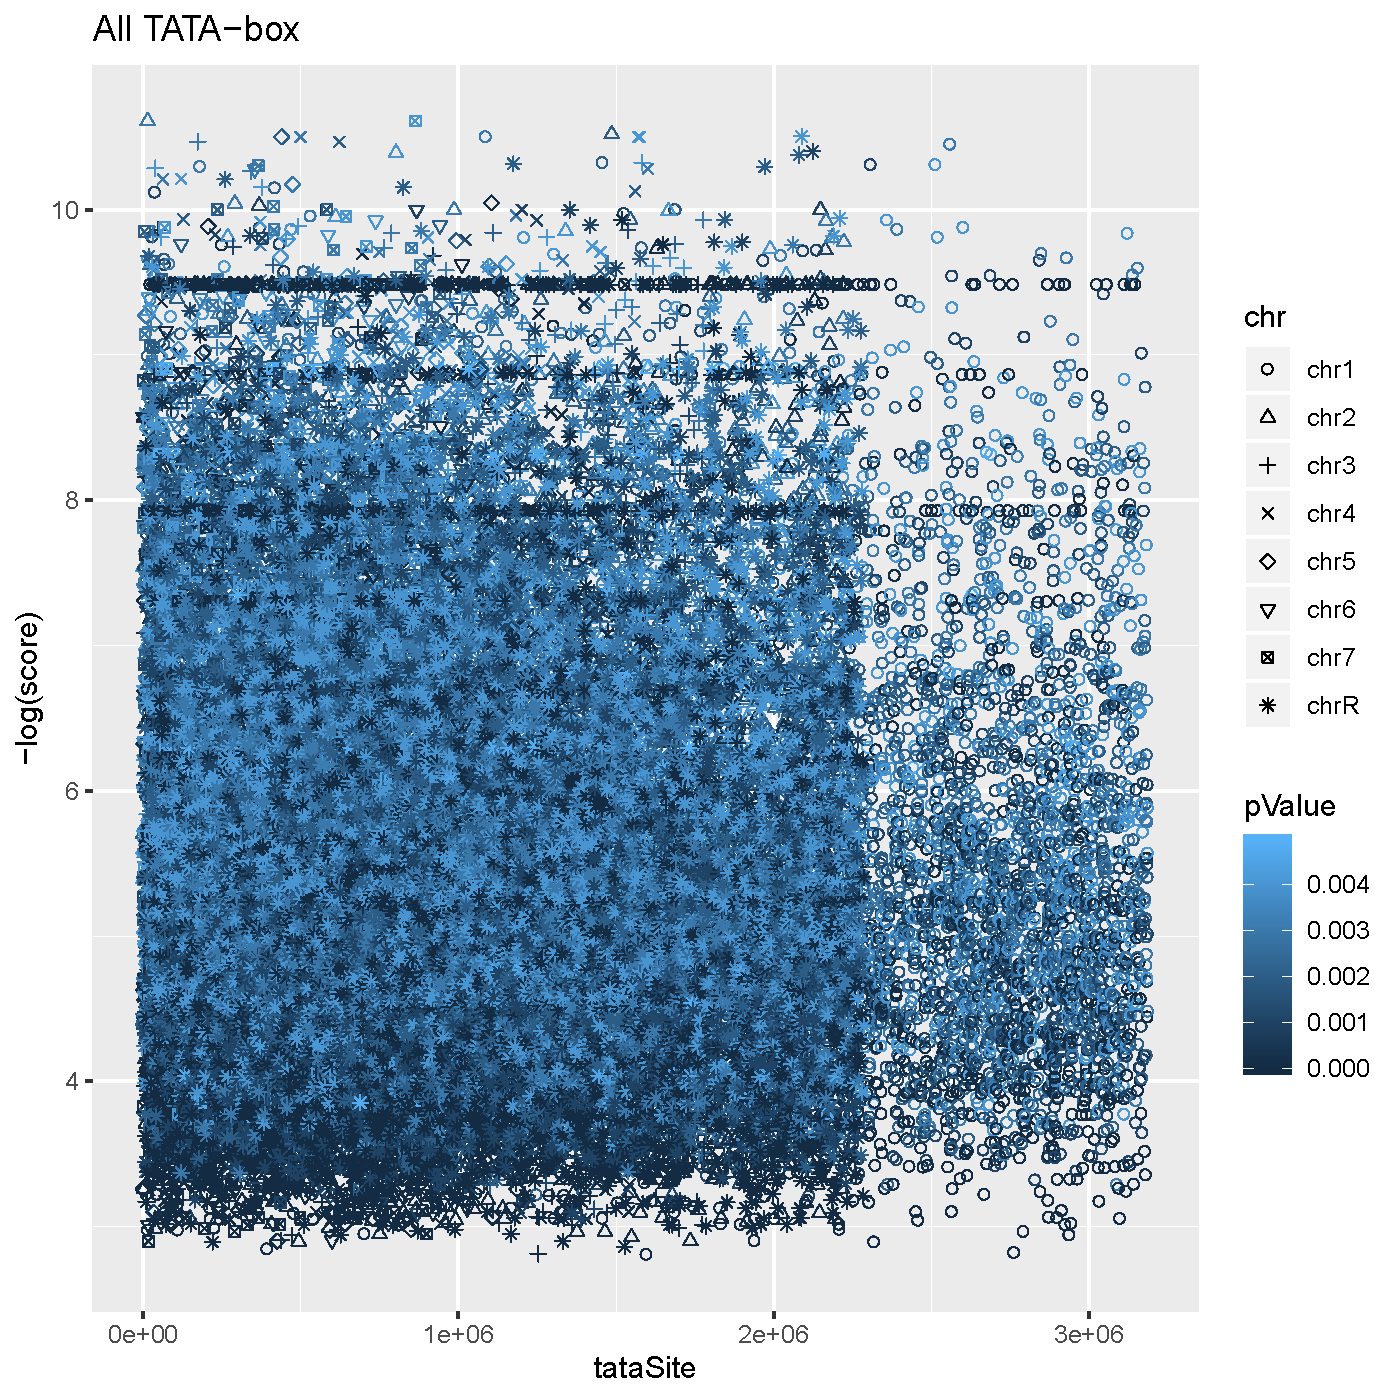 All TATA−box
−log(score)
10
8
6
4
0e+00
1e+06
2e+06
3e+06
tataSite
chr
chr1
chr2
chr3
chr4
chr5
chr6
chr7
chrR
pValue
0.004
0.003
0.002
0.001
0.000